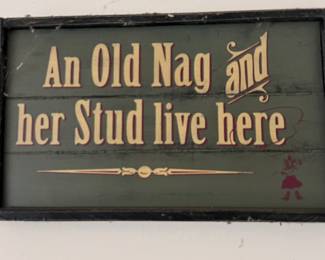 An Old Nag and
her Stud live here